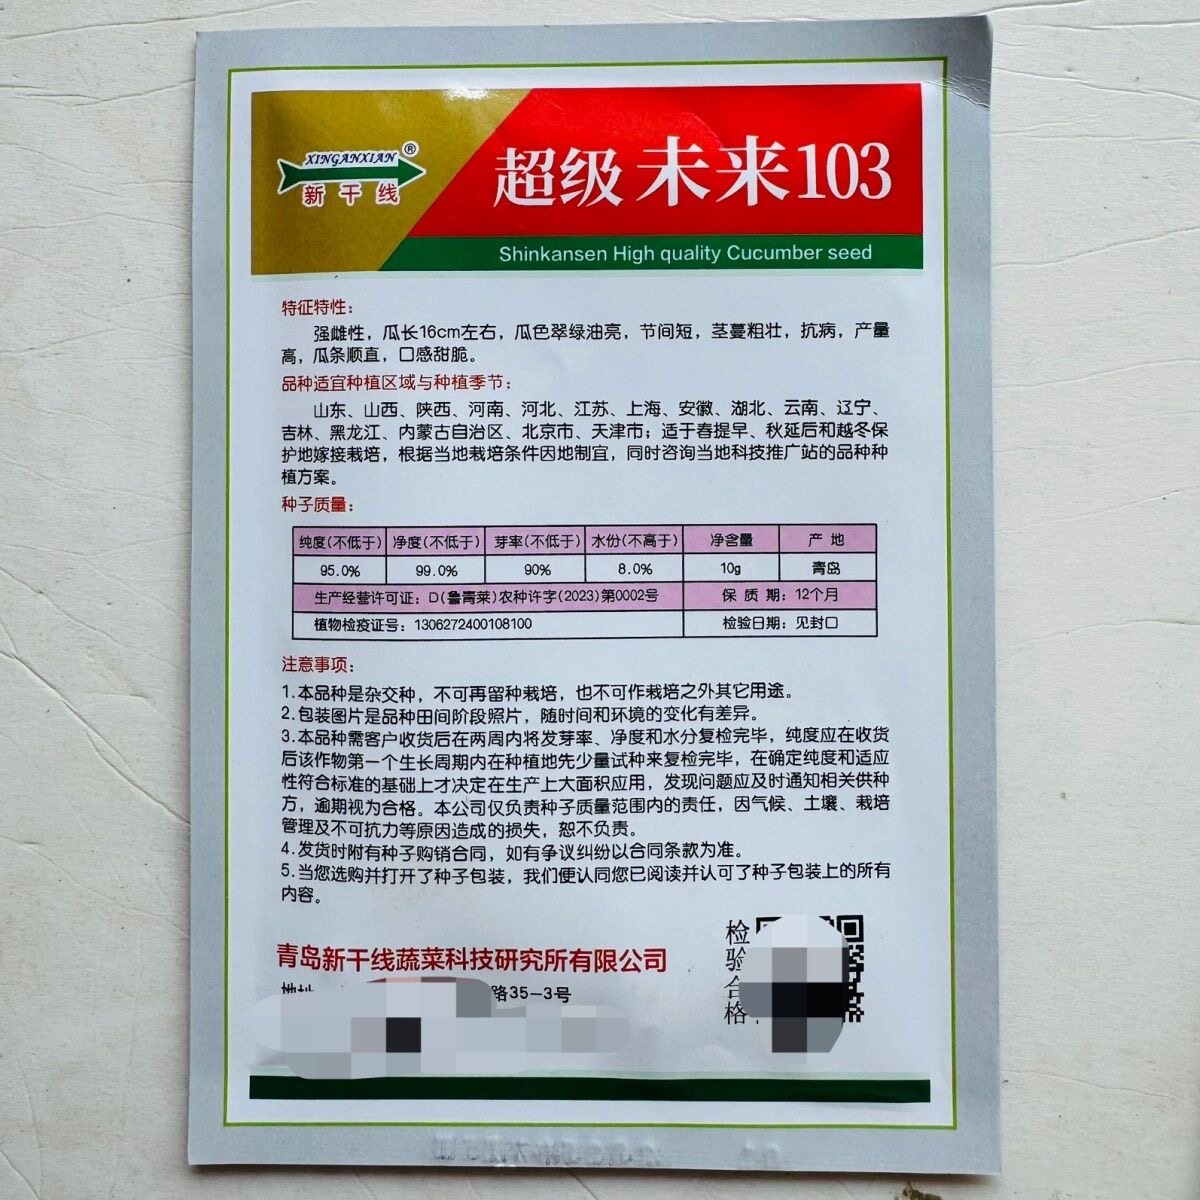 XINGANXIAN®
新干线
超级 未来103
Shinkansen High quality Cucumber seed
特征特性:
强雌性，瓜长16cm左右，瓜色翠绿油亮，节间短，茎蔓粗壮，抗病，产量
高，瓜条顺直，口感甜脆。
品种适宜种植区域与种植季节:
山东、山西、陕西、河南、河北、江苏、上海、安徽、湖北、云南、辽宁、
吉林、黑龙江、内蒙古自治区、北京市、天津市；适于春提早、秋延后和越冬保
护地嫁接栽培，根据当地栽培条件因地制宜，同时咨询当地科技推广站的品种种
植方案。
种子质量:
纯度(不低于) 净度(不低于) 芽率(不低于) 水份(不高于) 净含量 产 地
95.0% 99.0% 90% 8.0% 10g 青岛
生产经营许可证: D(鲁青莱)农种许字(2023)第0002号 保 质 期: 12个月
植物检疫证号: 1306272400108100 检验日期: 见封口
注意事项:
1.本品种是杂交种，不可再留种栽培，也不可作栽培之外其它用途。
2.包装图片是品种田间阶段照片，随时间和环境的变化有差异。
3.本品种需客户收货后在两周内将发芽率、净度和水分复检完毕，纯度应在收货
后该作物第一个生长周期内在种植地先少量试种来复检完毕，在确定纯度和适应
性符合标准的基础上才决定在生产上大面积应用，发现问题应及时通知相关供种
方，逾期视为合格。本公司仅负责种子质量范围内的责任，因气候、土壤、栽培
管理及不可抗力等原因造成的损失，恕不负责。
4.发货时附有种子购销合同，如有争议纠纷以合同条款为准。
5.当您选购并打开了种子包装，我们便认同您已阅读并认可了种子包装上的所有
内容。
检验合格
青岛新干线蔬菜科技研究所有限公司
路35-3号